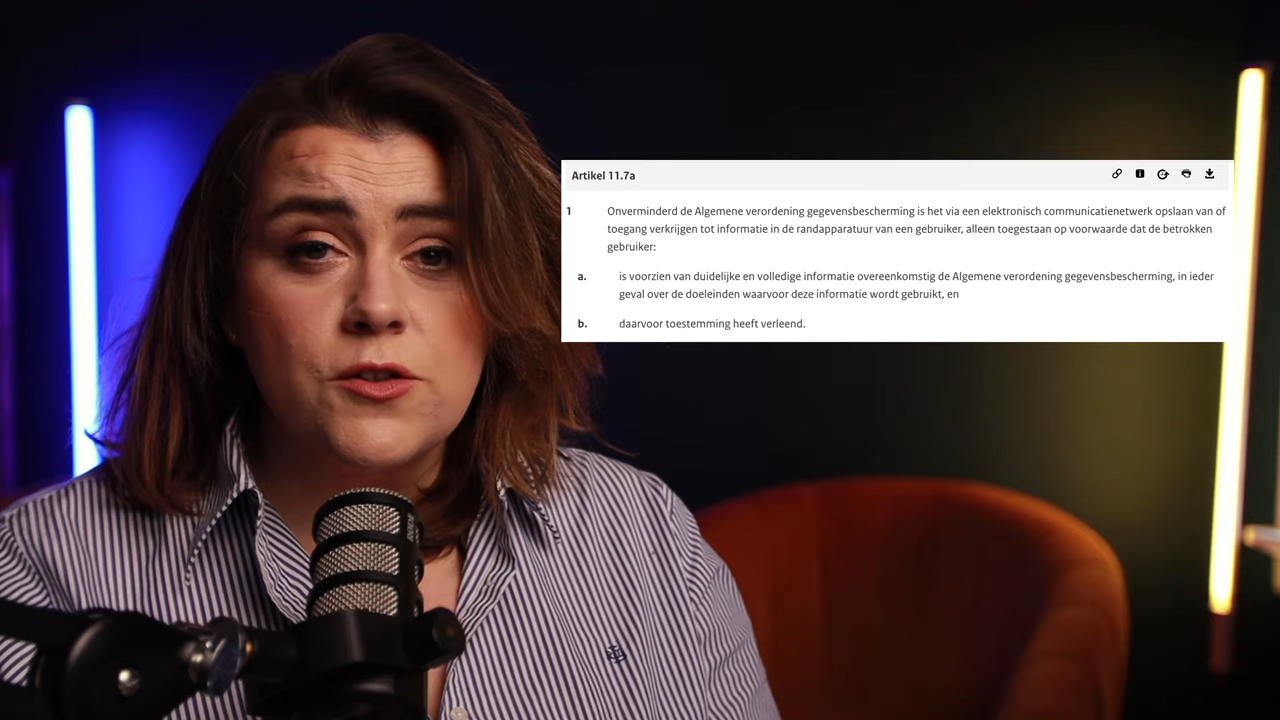 Artikel 11.7a
1 Onverminderd de Algemene verordening gegevensbescherming is het via een elektronisch communicatienetwerk opslaan van of
toegang verkrijgen tot informatie in de randapparatuur van een gebruiker, alleen toegestaan op voorwaarde dat de betrokken
gebruiker:
a. is voorzien van duidelijke en volledige informatie overeenkomstig de Algemene verordening gegevensbescherming, in ieder
geval over de doeleinden waarvoor deze informatie wordt gebruikt, en
b. daarvoor toestemming heeft verleend.